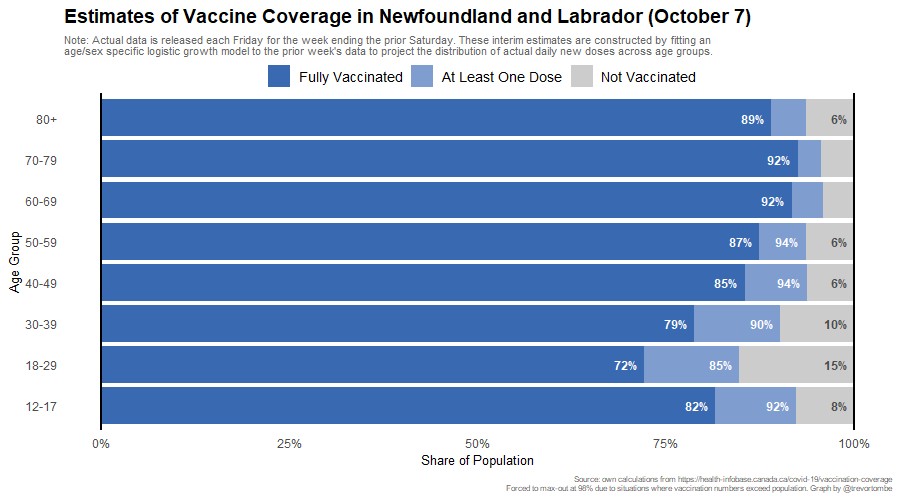 Estimates of Vaccine Coverage in Newfoundland and Labrador (October 7)
Note: Actual data is released each Friday for the week ending the prior Saturday. These interim estimates are constructed by fitting an
age/sex specific logistic growth model to the prior week's data to project the distribution of actual daily new doses across age groups.
Fully Vaccinated At Least One Dose Not Vaccinated
80+ 89% 6%
70-79 92%
60-69 92%
50-59 87% 94% 6%
Age Group
40-49 85% 94% 6%
30-39 79% 90% 10%
18-29 72% 85% 15%
12-17 82% 92% 8%
0% 25% 50% 75% 100%
Share of Population
Source: own calculations from https://health-infobase.canada.ca/covid-19/vaccination-coverage
Forced to max-out at 98% due to situations where vaccination numbers exceed population. Graph by @trevortombe